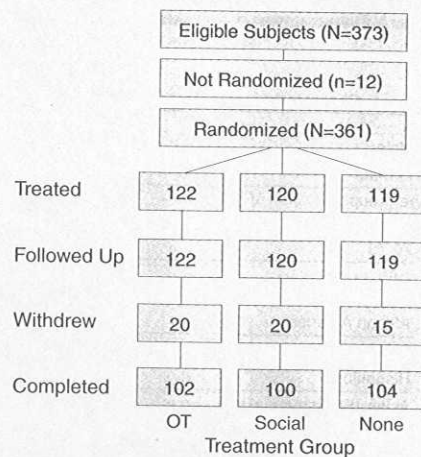 Eligible Subjects (N=373)
Not Randomized (n=12)
Randomized (N=361)
Treated 122 120 119
Followed Up 122 120 119
Withdrew 20 20 15
Completed 102 100 104
OT Social None
Treatment Group